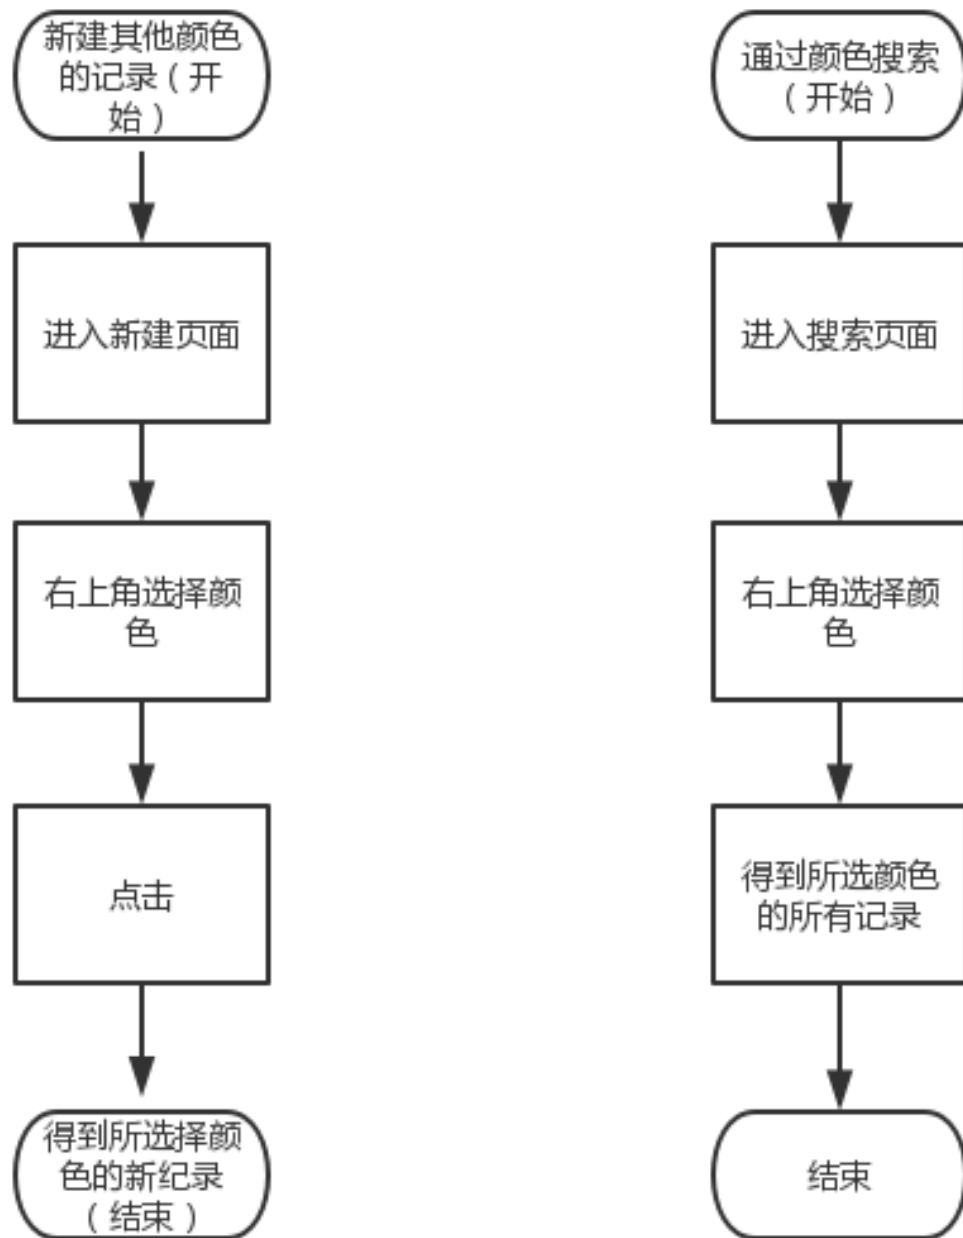 新建其他颜色
的记录（开
始）
进入新建页面
右上角选择颜
色
点击
得到所选择颜
色的新纪录
（结束）
通过颜色搜索
（开始）
进入搜索页面
右上角选择颜
色
得到所选颜色
的所有记录
结束